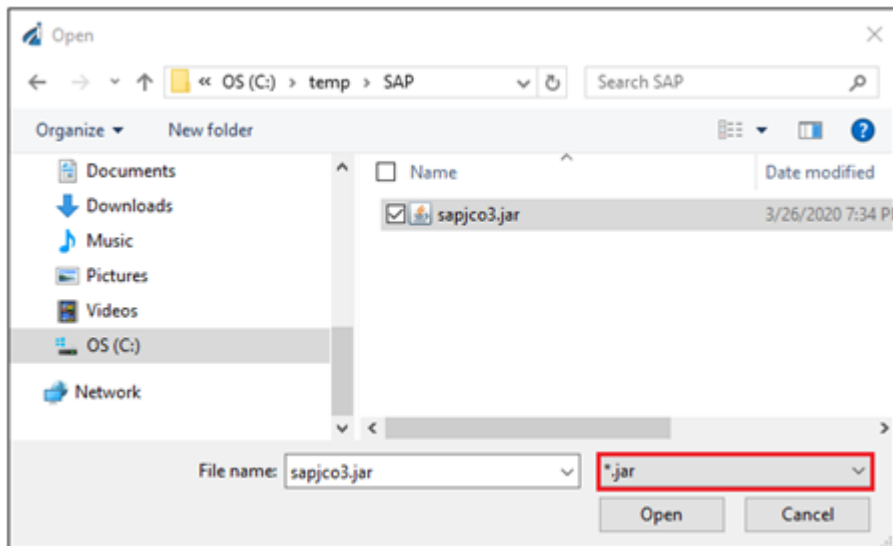 Open
« OS (C:) › temp › SAP
Search SAP
Organize
New folder
Name
Date modified
Documents
Downloads
Music
Pictures
Videos
OS (C:)
Network
sapjco3.jar
3/26/2020 7:34 P
File name:
sapjco3.jar
*.jar
Open
Cancel